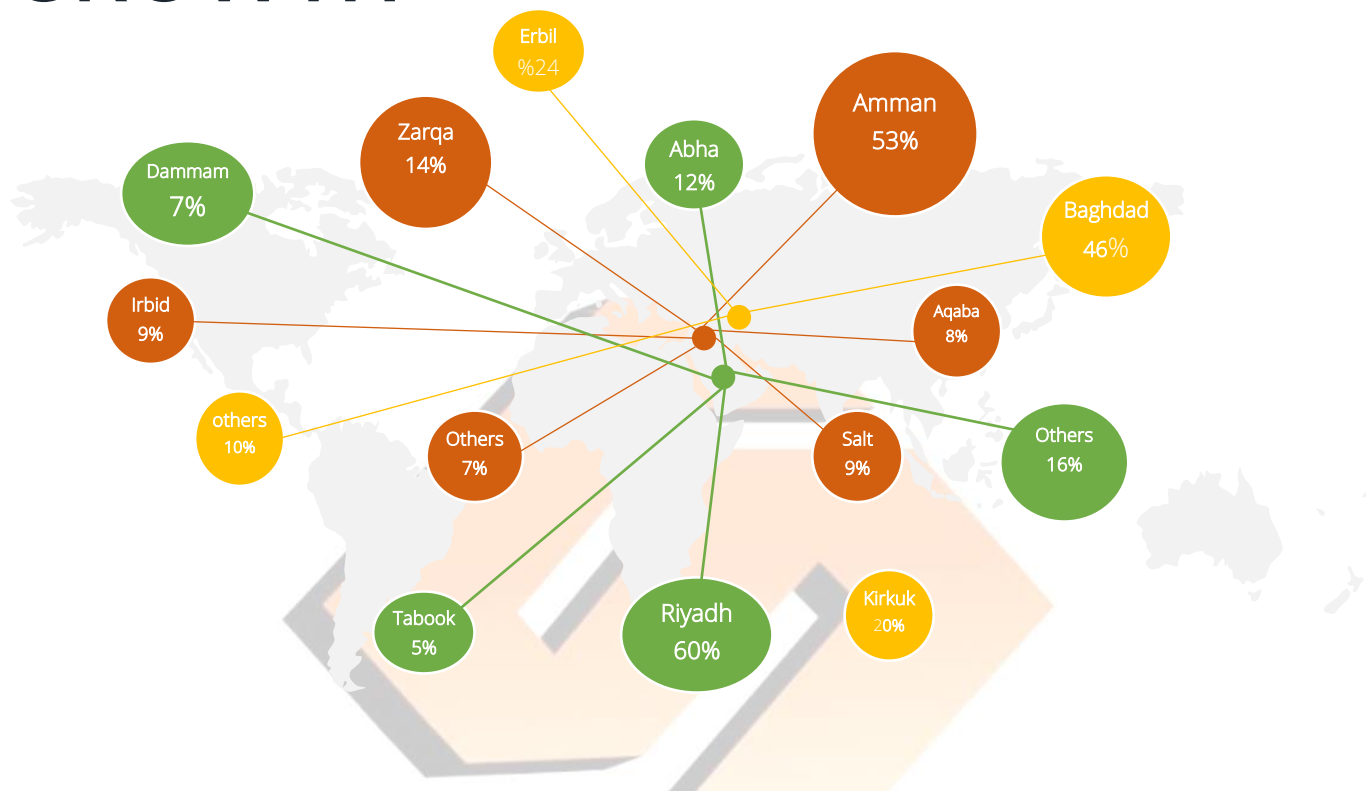 Erbil
%24
Amman
53%
Zarqa
14%
Abha
12%
Dammam
7%
Baghdad
46%
Irbid
9%
Aqaba
8%
others
10%
Others
7%
Salt
9%
Others
16%
Tabook
5%
Riyadh
60%
Kirkuk
20%